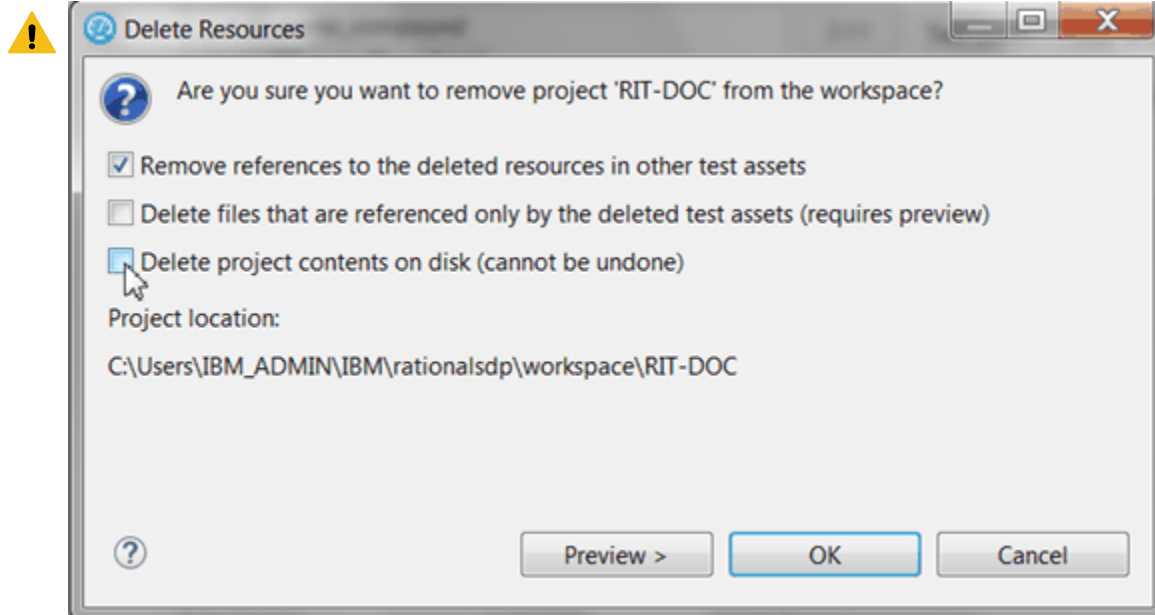 Delete Resources
Are you sure you want to remove project 'RIT-DOC' from the workspace?
Remove references to the deleted resources in other test assets
Delete files that are referenced only by the deleted test assets (requires preview)
Delete project contents on disk (cannot be undone)
Project location:
C:\Users\IBM_ADMIN\IBM\rationalsdp\workspace\RIT-DOC
Preview > OK Cancel